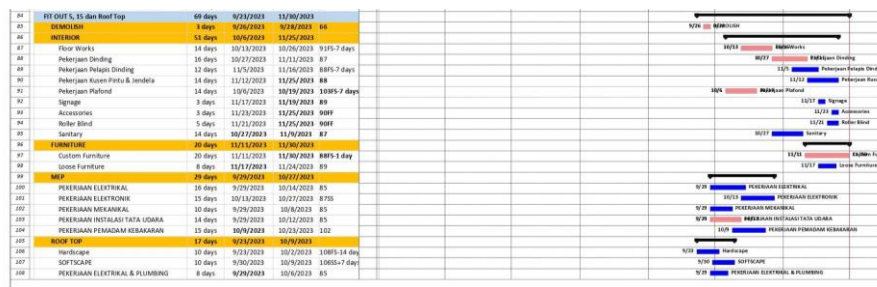 84 FIT OUT 5, 15 dan Roof Top 69 days 9/23/2023 11/30/2023
85 DEMOLISH 3 days 9/26/2023 9/28/2023 66 9/26
86 INTERIOR 51 days 10/6/2023 11/25/2023
87 Floor Works 14 days 10/13/2023 10/26/2023 91FS-7 days 10/13
88 Pekerjaan Dinding 16 days 10/27/2023 11/11/2023 87 10/27
89 Pekerjaan Pelapis Dinding 12 days 11/5/2023 11/16/2023 88FS-7 days 11/5 Pekerjaan Pelapis Dind
90 Pekerjaan Kusen Pintu & Jendela 14 days 11/12/2023 11/25/2023 88 11/12 Pekerjaan Kus
91 Pekerjaan Plafond 14 days 10/6/2023 10/19/2023 103FS-7 days 10/6
92 Signage 3 days 11/17/2023 11/19/2023 89 11/17 Signage
93 Accessories 3 days 11/23/2023 11/25/2023 90FF 11/23 Accessories
94 Roller Blind 5 days 11/21/2023 11/25/2023 90FF 11/21 Roller Blind
95 Sanitary 14 days 10/27/2023 11/9/2023 87 10/27 Sanitary
96 FURNITURE 20 days 11/11/2023 11/30/2023
97 Custom Furniture 20 days 11/11/2023 11/30/2023 88FS-1 day 11/11
98 Loose Furniture 8 days 11/17/2023 11/24/2023 89 11/17 Loose Furniture
99 MEP 29 days 9/29/2023 10/27/2023
100 PEKERJAAN ELEKTRIKAL 16 days 9/29/2023 10/14/2023 85 9/29 PEKERJAAN ELEKTRIKAL
101 PEKERJAAN ELEKTRONIK 15 days 10/13/2023 10/27/2023 87SS 10/13 PEKERJAAN ELEKTRONIK
102 PEKERJAAN MEKANIKAL 10 days 9/29/2023 10/8/2023 85 9/29 PEKERJAAN MEKANIKAL
103 PEKERJAAN INSTALASI TATA UDARA 14 days 9/29/2023 10/12/2023 85 9/29 INSTALASI TATA UDARA
104 PEKERJAAN PEMADAM KEBAKARAN 15 days 10/9/2023 10/23/2023 102 10/9 PEKERJAAN PEMADAM KEBAKARAN
105 ROOF TOP 17 days 9/23/2023 10/9/2023
106 Hardscape 10 days 9/23/2023 10/2/2023 108FS-14 day 9/23 Hardscape
107 SOFTSCAPE 10 days 9/30/2023 10/9/2023 106SS+7 days 9/30 SOFTSCAPE
108 PEKERJAAN ELEKTRIKAL & PLUMBING 8 days 9/29/2023 10/6/2023 85 9/29 PEKERJAAN ELEKTRIKAL & PLUMBING